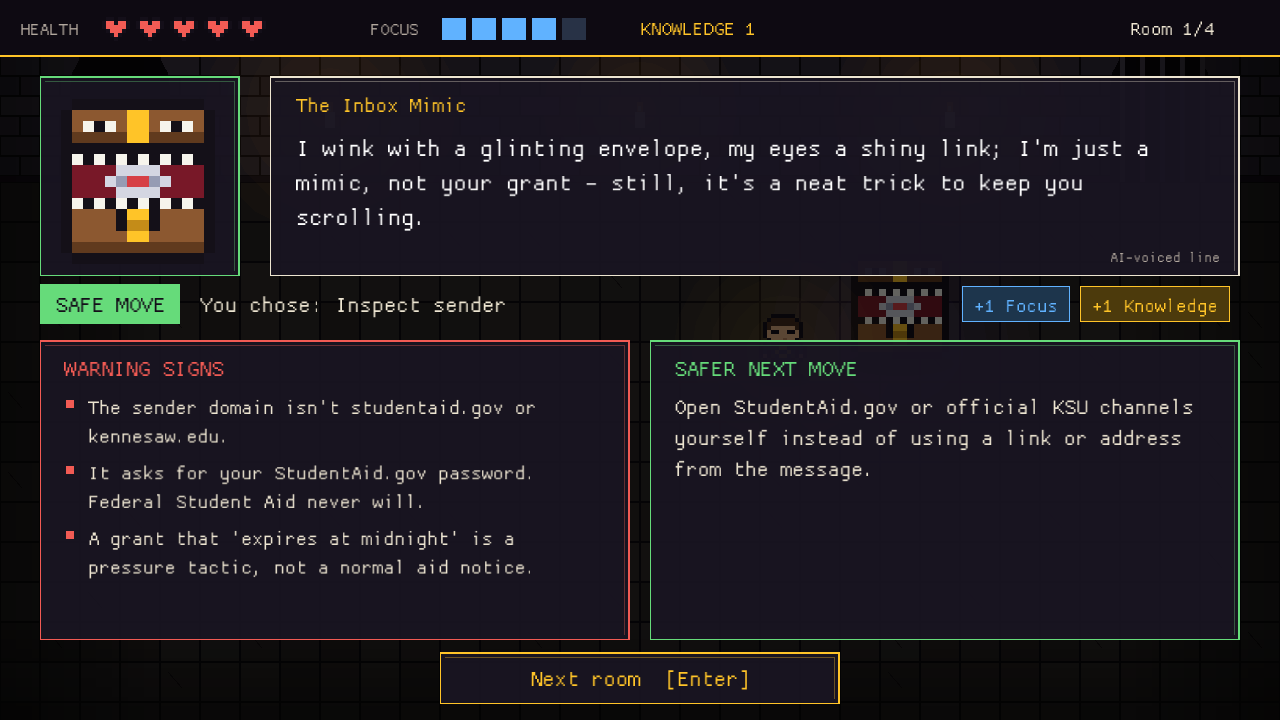 HEALTH FOCUS KNOWLEDGE 1 Room 1/4
The Inbox Mimic
I wink with a glinting envelope, my eyes a shiny link; I'm just a
mimic, not your grant – still, it's a neat trick to keep you
scrolling.
AI-voiced line
SAFE MOVE You chose: Inspect sender +1 Focus +1 Knowledge
WARNING SIGNS
The sender domain isn't studentaid.gov or
kennesaw.edu.
It asks for your StudentAid.gov password.
Federal Student Aid never will.
A grant that 'expires at midnight' is a
pressure tactic, not a normal aid notice.
SAFER NEXT MOVE
Open StudentAid.gov or official KSU channels
yourself instead of using a link or address
from the message.
Next room [Enter]